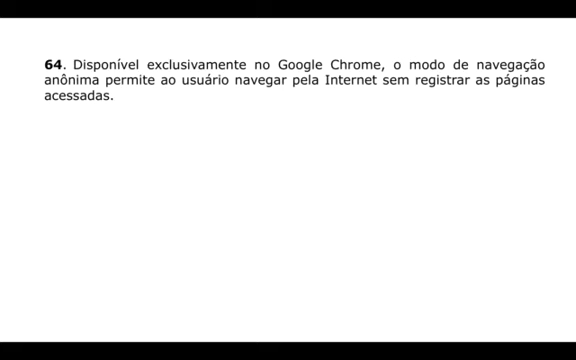 64. Disponível exclusivamente no Google Chrome, o modo de navegação
anônima permite ao usuário navegar pela Internet sem registrar as páginas
acessadas.